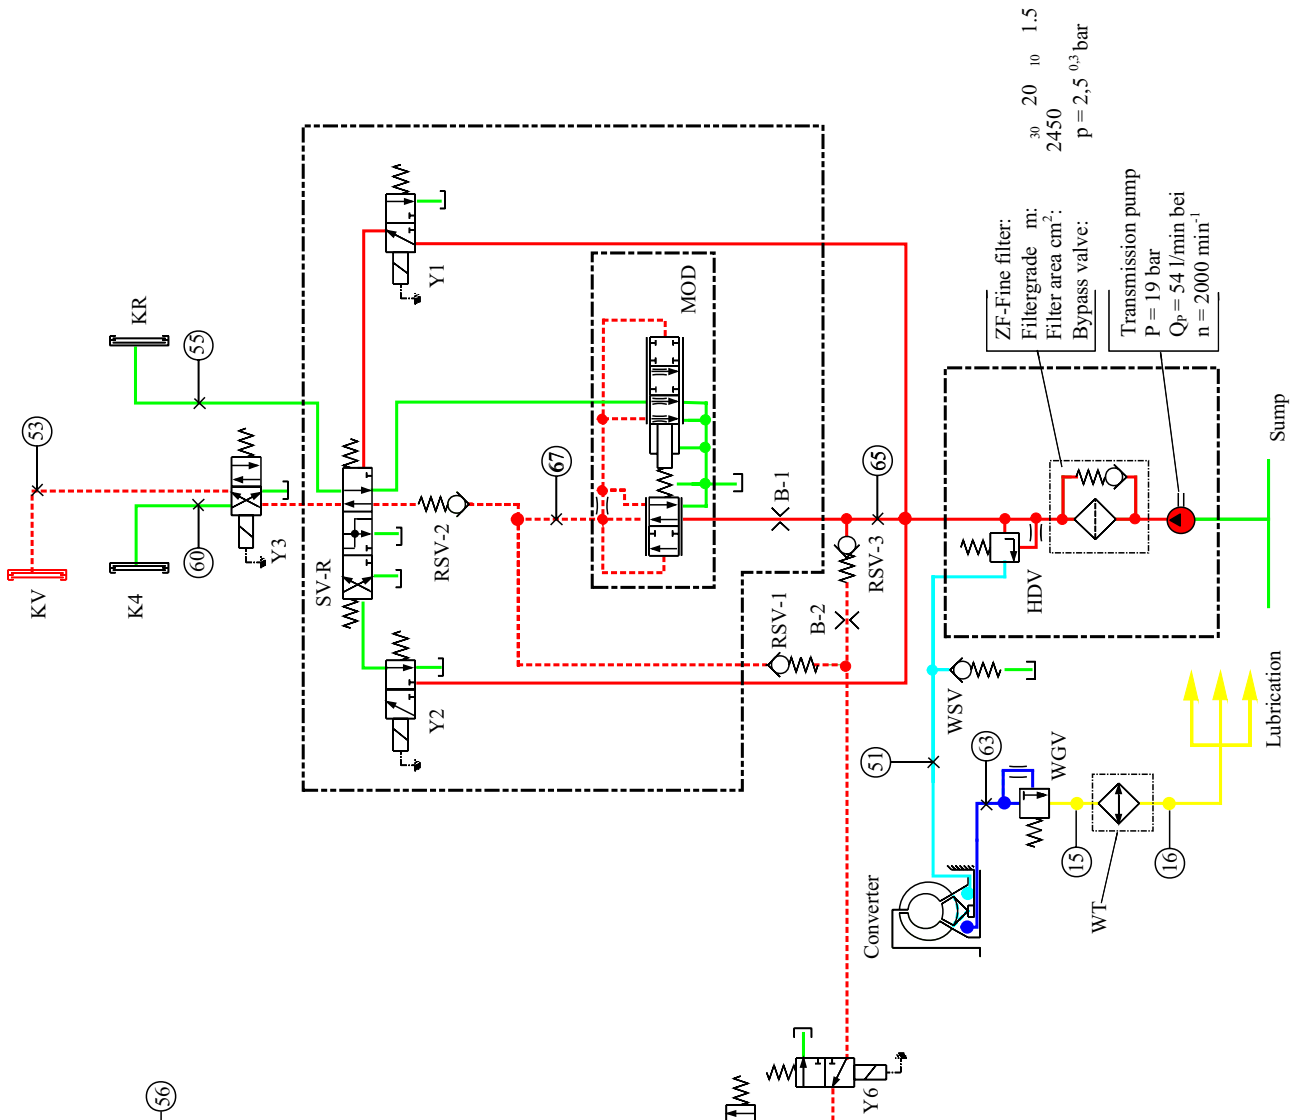 56
53
KV
60
K4
Y3
55
KR
SV-R
RSV-2
Y1
Y2
67
MOD
B-1
65
RSV-3
RSV-1
B-2
HDV
WSV
51
63
WGV
15
16
WT
Converter
Lubrication
Sump
Y6
ZF-Fine filter:
Filtergrade m: 30 20 10 1.5
Filter area cm²: 2450
Bypass valve: p = 2,5 0,3 bar
Transmission pump
P = 19 bar
QP = 54 l/min bei
n = 2000 min-1